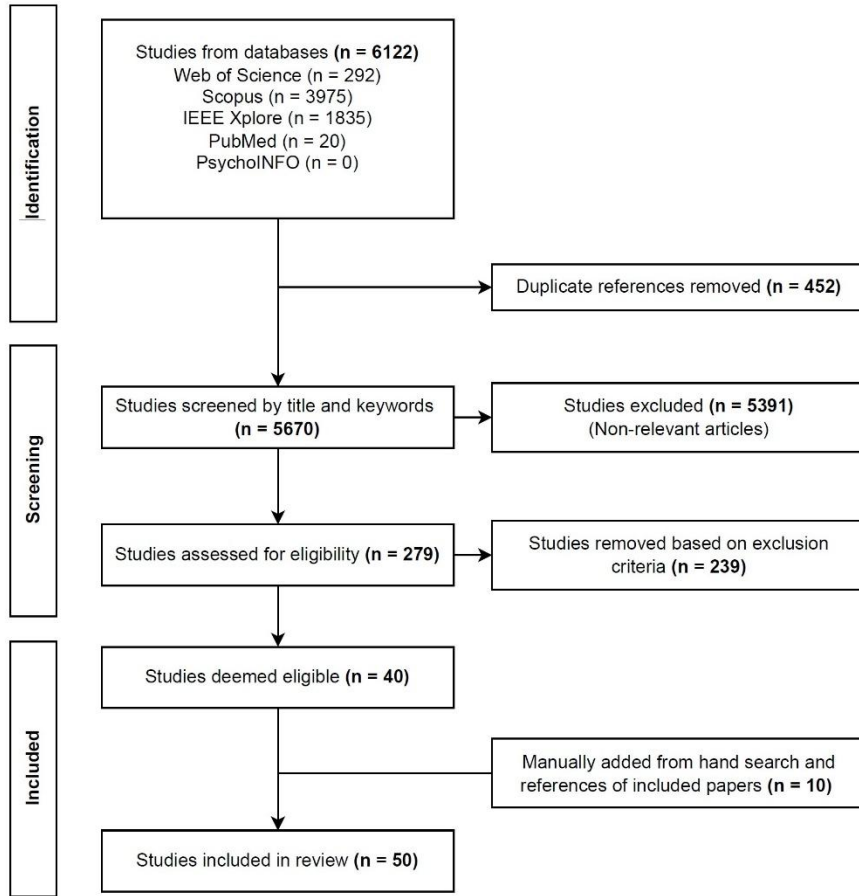 Identification
Studies from databases (n = 6122)
Web of Science (n = 292)
Scopus (n = 3975)
IEEE Xplore (n = 1835)
PubMed (n = 20)
PsychoINFO (n = 0)
Duplicate references removed (n = 452)
Screening
Studies screened by title and keywords
(n = 5670)
Studies excluded (n = 5391)
(Non-relevant articles)
Studies assessed for eligibility (n = 279)
Studies removed based on exclusion
criteria (n = 239)
Included
Studies deemed eligible (n = 40)
Manually added from hand search and
references of included papers (n = 10)
Studies included in review (n = 50)